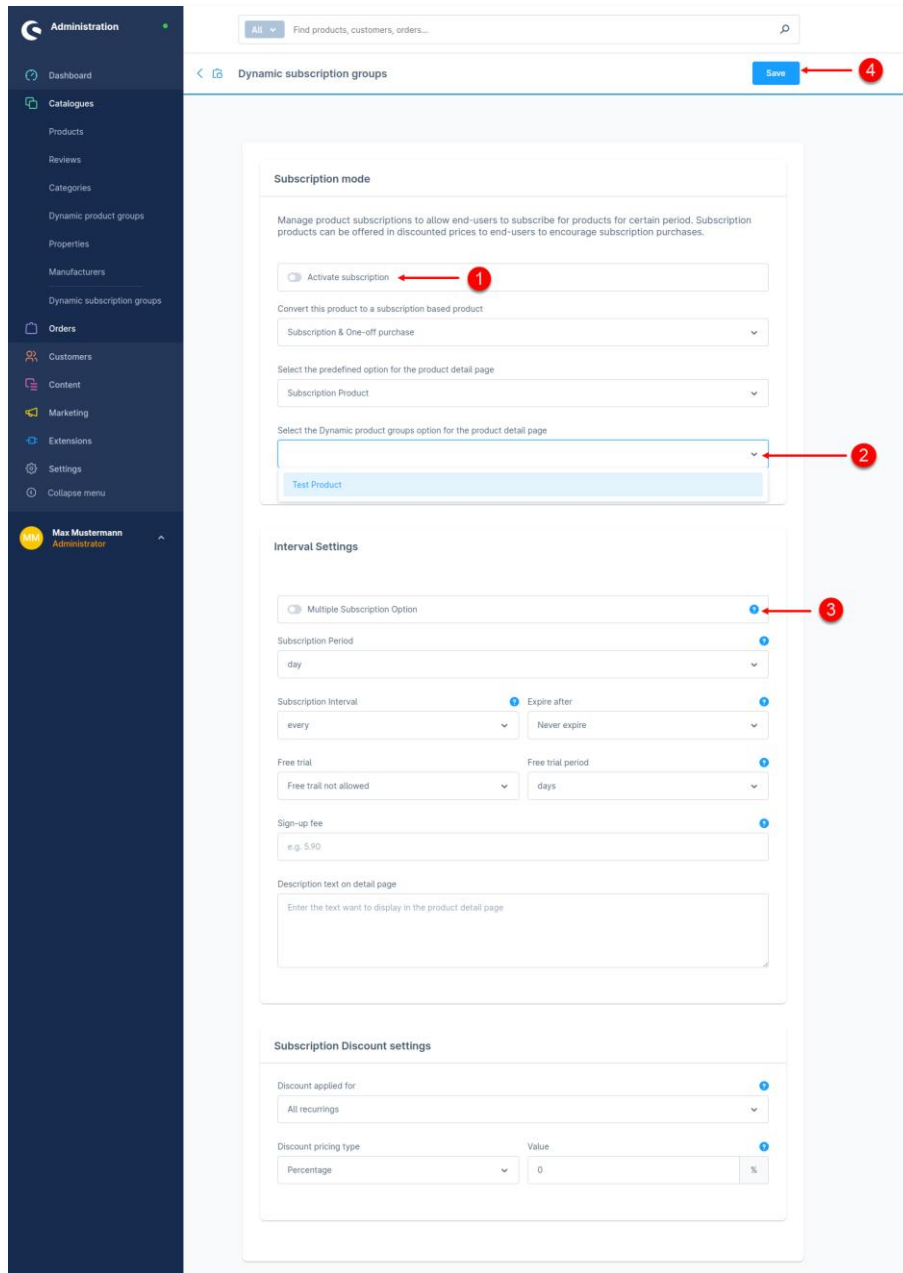 Administration
All
Find products, customers, orders...
Dashboard
Dynamic subscription groups
Save
4
Catalogues
Products
Reviews
Categories
Dynamic product groups
Properties
Manufacturers
Dynamic subscription groups
Orders
Customers
Content
Marketing
Extensions
Settings
Collapse menu
MM
Max Mustermann
Administrator
Subscription mode
Manage product subscriptions to allow end-users to subscribe for products for certain period. Subscription
products can be offered in discounted prices to end-users to encourage subscription purchases.
Activate subscription
1
Convert this product to a subscription based product
Subscription & One-off purchase
Select the predefined option for the product detail page
Subscription Product
Select the Dynamic product groups option for the product detail page
2
Test Product
Interval Settings
Multiple Subscription Option
?
3
Subscription Period
?
day
Subscription Interval
?
Expire after
?
every
Never expire
Free trial
Free trial period
?
Free trail not allowed
days
Sign-up fee
?
e.g. 5,90
Description text on detail page
Enter the text want to display in the product detail page
Subscription Discount settings
Discount applied for
?
All recurrings
Discount pricing type
Value
?
Percentage
0
%